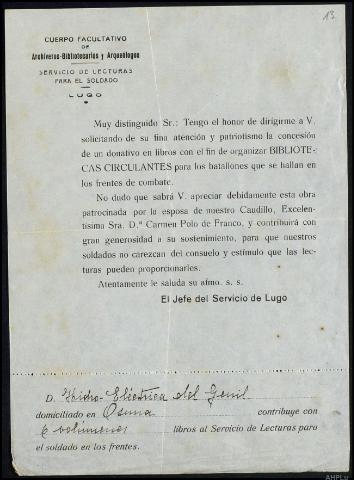 13
CUERPO FACULTATIVO
DE
Archiveros-Bibliotecarios y Arqueólogos
SERVICIO DE LECTURAS
PARA EL SOLDADO
LUGO
Muy distinguido Sr.: Tengo el honor de dirigirme a V.
solicitando de su fina atención y patriotismo la concesión
de un donativo en libros con el fin de organizar BIBLIOTE-
CAS CIRCULANTES para los batallones que se hallan en
los frentes de combate.
No dudo que sabrá V. apreciar debidamente esta obra
patrocinada por la esposa de nuestro Caudillo, Excelen-
tísima Sra. D.ª Carmen Polo de Franco, y contribuirá con
gran generosidad a su sostenimiento, para que nuestros
soldados no carezcan del consuelo y estímulo que las lec-
turas pueden proporcionarles.
Atentamente le saluda su afmo. s. s.
El Jefe del Servicio de Lugo
D. Hidro-Eléctrica del Genil
domiciliado en Osuna contribuye con
6 volúmenes libros al Servicio de Lecturas para
el soldado en los frentes.
AHPLu